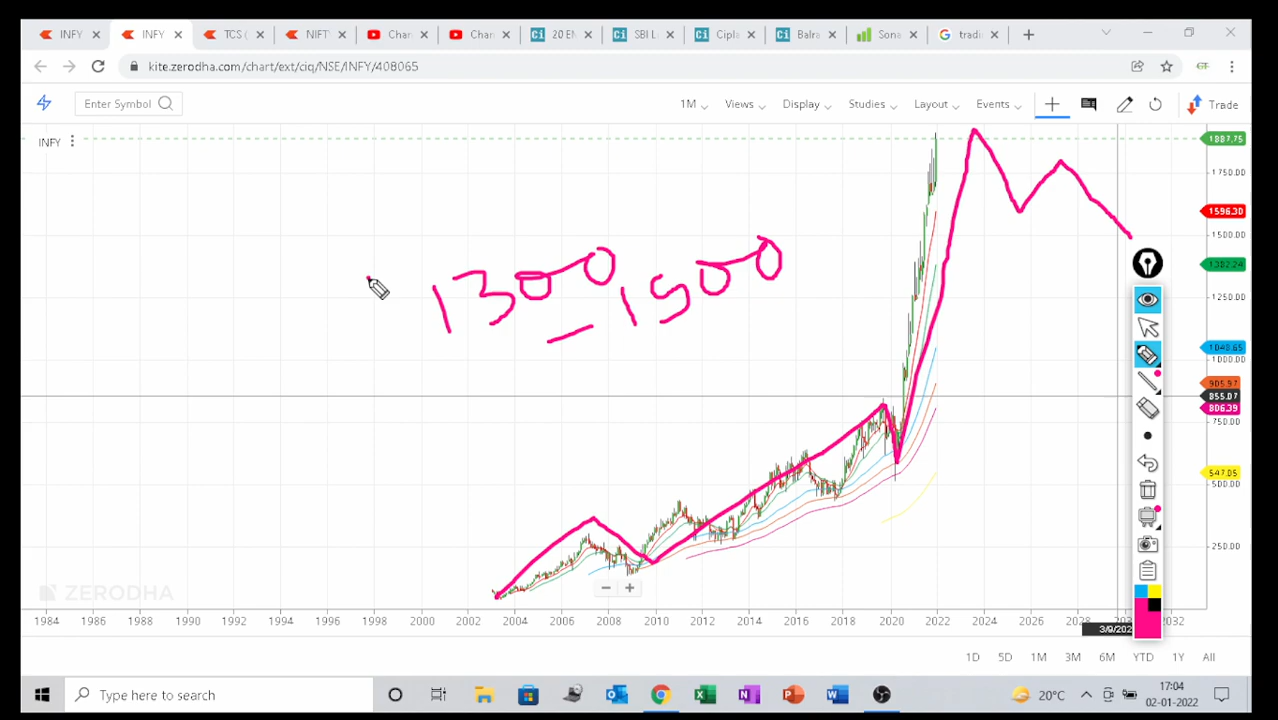 INFY INFY TCS ( NIFT Chan Chan 20 EM SBI L Cipla Balra Sona tradi
kite.zerodha.com/chart/ext/ciq/NSE/INFY/408065
Enter Symbol 1M Views Display Studies Layout Events Trade
INFY
1887.75
1750.00
1596.30
1500.00
1382.24
1250.00
1300 - 1500
1048.65
1000.00
905.97
855.07
806.39
750.00
547.05
500.00
250.00
ZERODHA
1984 1986 1988 1990 1992 1994 1996 1998 2000 2002 2004 2006 2008 2010 2012 2014 2016 2018 2020 2022 2024 2026 2028 2032
3/9/202
1D 5D 1M 3M 6M YTD 1Y All
Type here to search 20°C 17:04
02-01-2022